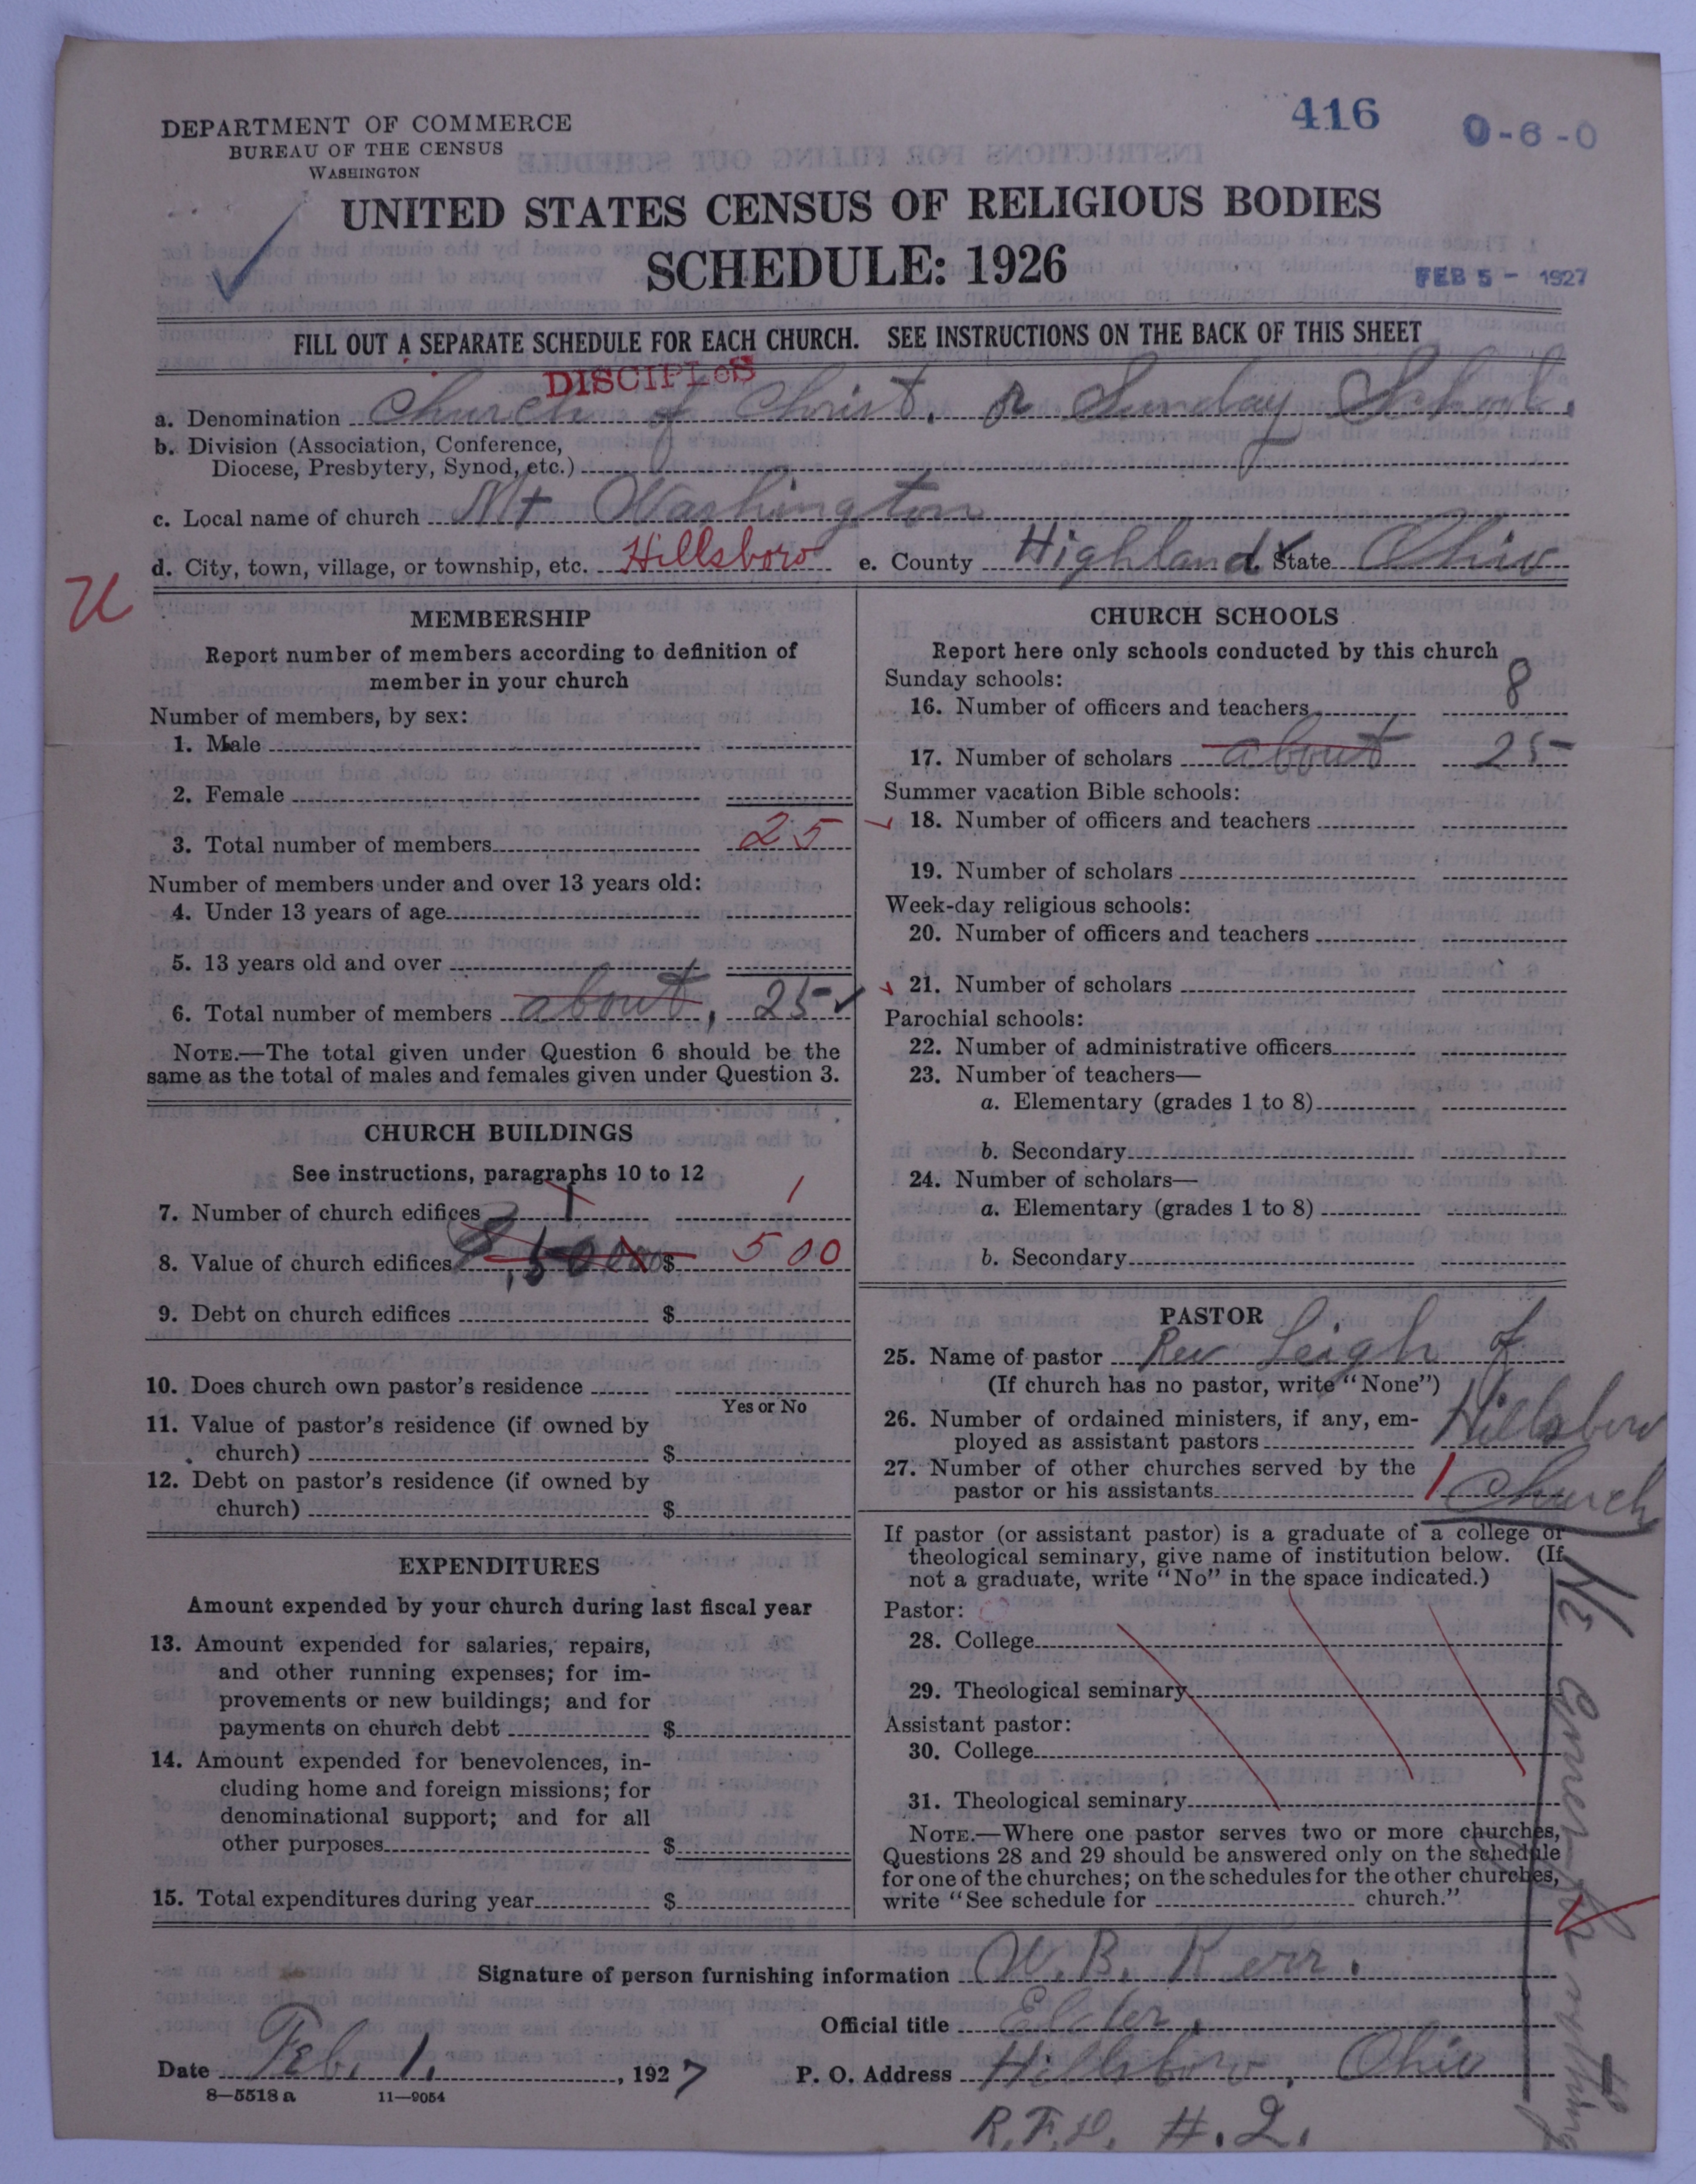 416
0-6-0
DEPARTMENT OF COMMERCE
BUREAU OF THE CENSUS
WASHINGTON
UNITED STATES CENSUS OF RELIGIOUS BODIES
SCHEDULE: 1926
FEB 5 - 1927
FILL OUT A SEPARATE SCHEDULE FOR EACH CHURCH. SEE INSTRUCTIONS ON THE BACK OF THIS SHEET
DISCIPLES
a. Denomination Church of Christ, or Sunday School.
b. Division (Association, Conference,
Diocese, Presbytery, Synod, etc.)
c. Local name of church Mt Washington
d. City, town, village, or township, etc. Hillsboro e. County Highland f. State Ohio
U
MEMBERSHIP
Report number of members according to definition of
member in your church
Number of members, by sex:
1. Male
2. Female
3. Total number of members 25
Number of members under and over 13 years old:
4. Under 13 years of age
5. 13 years old and over
6. Total number of members about, 25
NOTE.—The total given under Question 6 should be the
same as the total of males and females given under Question 3.
CHURCH BUILDINGS
See instructions, paragraphs 10 to 12
7. Number of church edifices 1 1
8. Value of church edifices $ 500
9. Debt on church edifices $
10. Does church own pastor's residence
Yes or No
11. Value of pastor's residence (if owned by
church) $
12. Debt on pastor's residence (if owned by
church) $
EXPENDITURES
Amount expended by your church during last fiscal year
13. Amount expended for salaries, repairs,
and other running expenses; for im-
provements or new buildings; and for
payments on church debt $
14. Amount expended for benevolences, in-
cluding home and foreign missions; for
denominational support; and for all
other purposes $
15. Total expenditures during year $
CHURCH SCHOOLS
Report here only schools conducted by this church
Sunday schools:
16. Number of officers and teachers 8
17. Number of scholars about 25
Summer vacation Bible schools:
18. Number of officers and teachers
19. Number of scholars
Week-day religious schools:
20. Number of officers and teachers
21. Number of scholars
Parochial schools:
22. Number of administrative officers
23. Number of teachers—
a. Elementary (grades 1 to 8)
b. Secondary
24. Number of scholars—
a. Elementary (grades 1 to 8)
b. Secondary
PASTOR
25. Name of pastor Rev Leigh of
(If church has no pastor, write "None")
Hillsboro
26. Number of ordained ministers, if any, em-
ployed as assistant pastors
27. Number of other churches served by the
pastor or his assistants 1 Church
If pastor (or assistant pastor) is a graduate of a college or
theological seminary, give name of institution below. (If
not a graduate, write "No" in the space indicated.)
Pastor:
28. College
29. Theological seminary
Assistant pastor:
30. College
31. Theological seminary
NOTE.—Where one pastor serves two or more churches,
Questions 28 and 29 should be answered only on the schedule
for one of the churches; on the schedules for the other churches,
write "See schedule for church."
Signature of person furnishing information W. B. Kerr.
Official title Elder,
Date Feb. 1. , 1927 P. O. Address Hillsboro, Ohio
8—5518 a 11—9054
R.F.D. #.2.